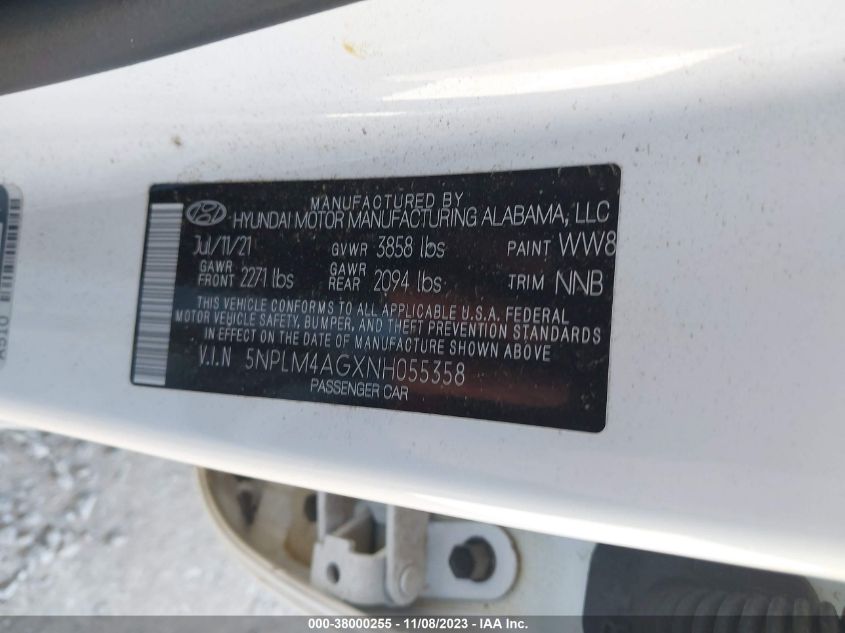 MANUFACTURED BY
HYUNDAI MOTOR MANUFACTURING ALABAMA, LLC
Jul/11/21 GVWR 3858 lbs PAINT WW8
GAWR FRONT 2271 lbs GAWR REAR 2094 lbs TRIM NNB
THIS VEHICLE CONFORMS TO ALL APPLICABLE U.S.A. FEDERAL
MOTOR VEHICLE SAFETY, BUMPER, AND THEFT PREVENTION STANDARDS
IN EFFECT ON THE DATE OF MANUFACTURE SHOWN ABOVE.
V.I.N 5NPLM4AGXNH055358
PASSENGER CAR
A510
000-38000255 - 11/08/2023 - IAAI.com